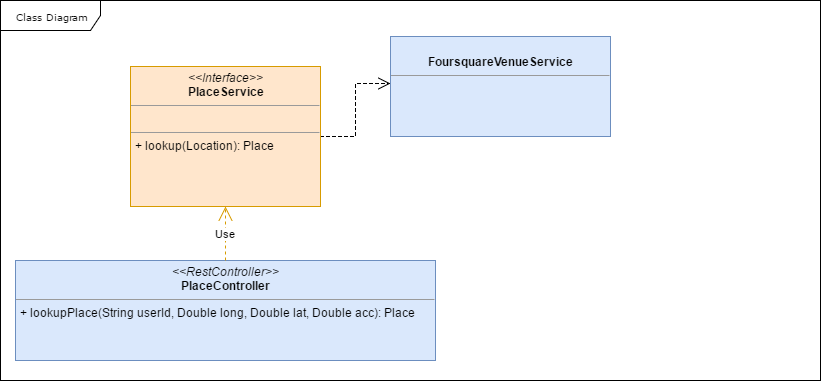 Class Diagram
FoursquareVenueService
<<Interface>>
PlaceService
+ lookup(Location): Place
Use
<<RestController>>
PlaceController
+ lookupPlace(String userId, Double long, Double lat, Double acc): Place